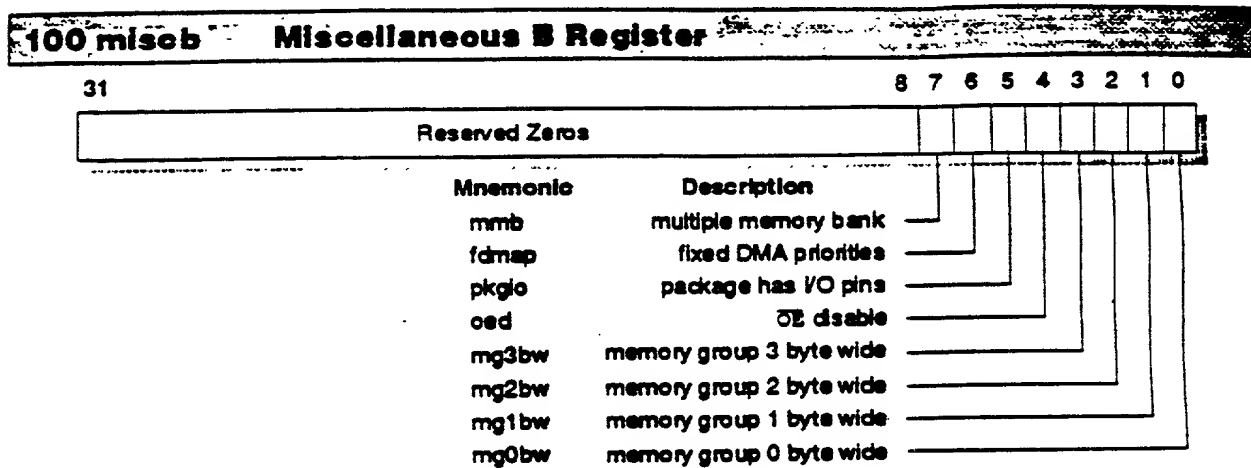 100 miscb Miscellaneous B Register
31 8 7 6 5 4 3 2 1 0
Reserved Zeros
Mnemonic Description
mmb multiple memory bank
fdmap fixed DMA priorities
pkgio package has I/O pins
oed OE disable
mg3bw memory group 3 byte wide
mg2bw memory group 2 byte wide
mg1bw memory group 1 byte wide
mg0bw memory group 0 byte wide